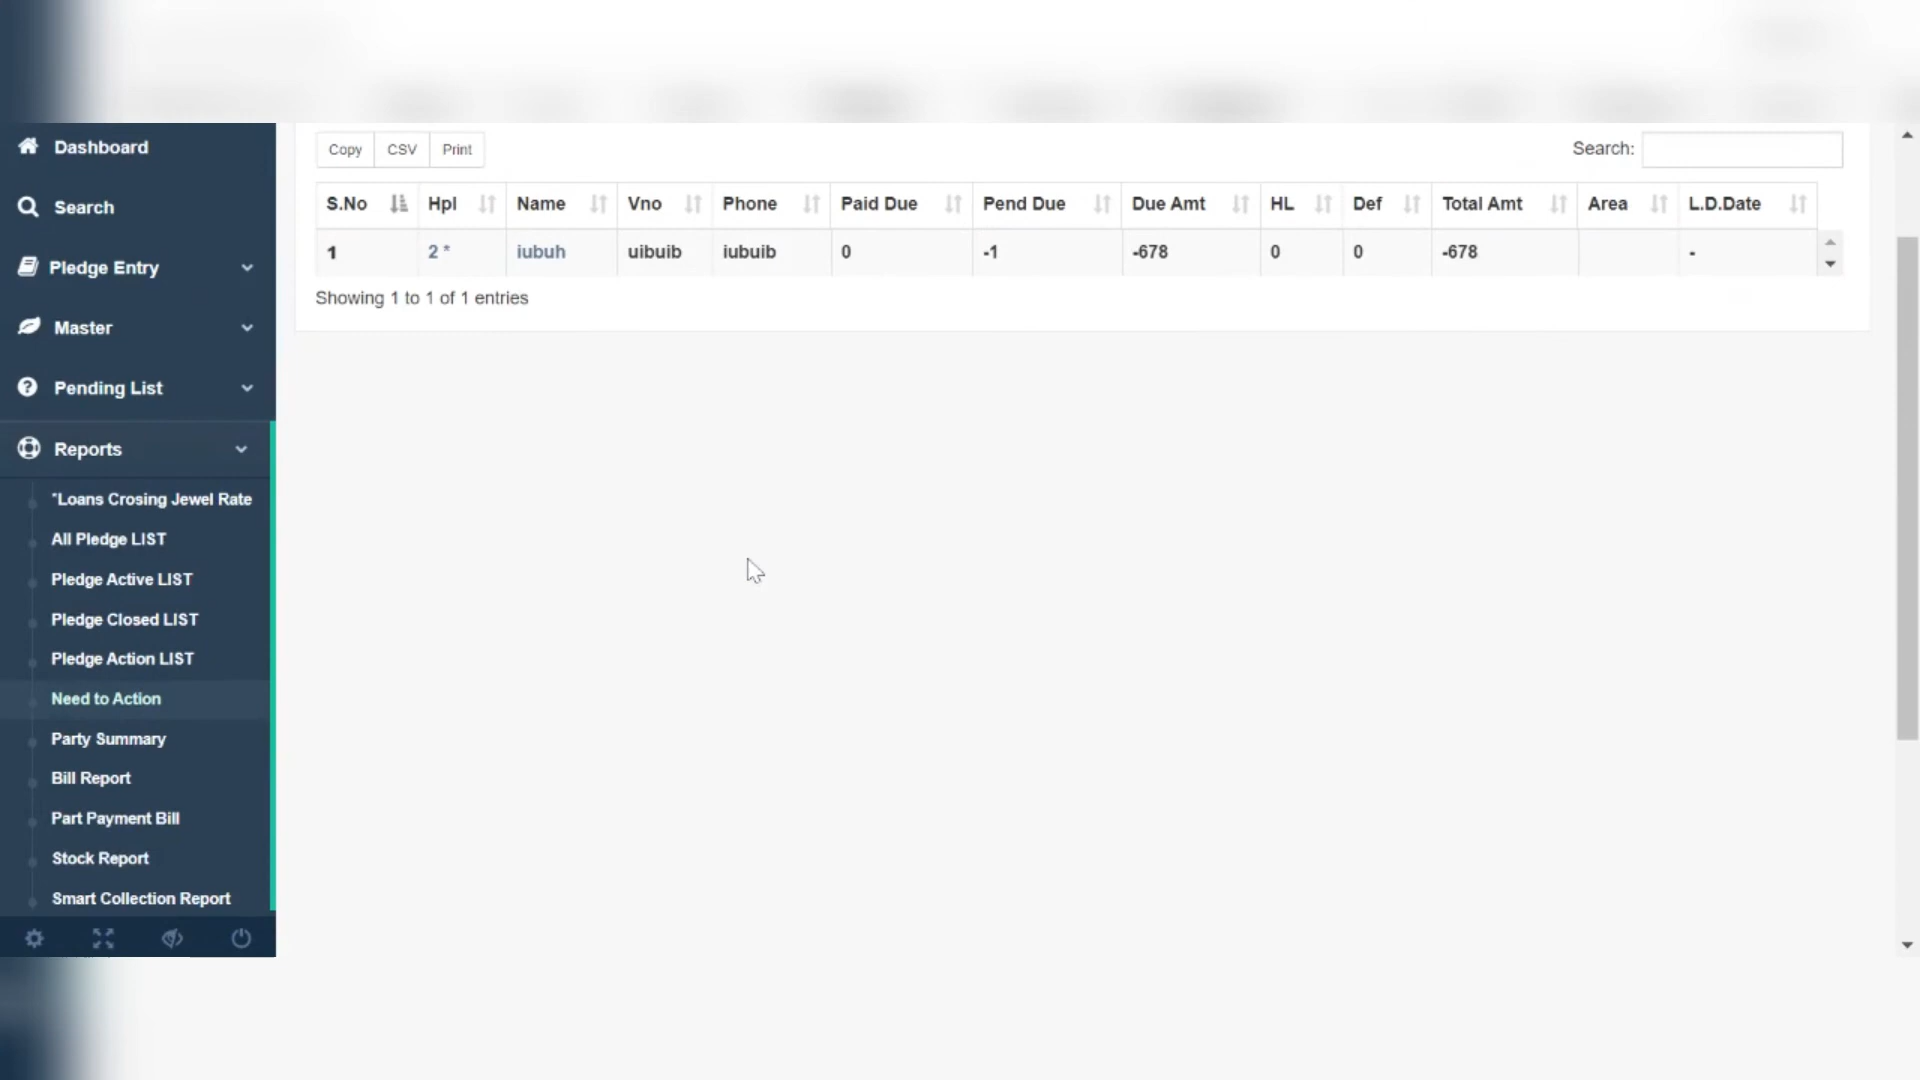 Dashboard
Search
Pledge Entry
Master
Pending List
Reports
*Loans Crosing Jewel Rate
All Pledge LIST
Pledge Active LIST
Pledge Closed LIST
Pledge Action LIST
Need to Action
Party Summary
Bill Report
Part Payment Bill
Stock Report
Smart Collection Report
Copy CSV Print Search:
S.No Hpl Name Vno Phone Paid Due Pend Due Due Amt HL Def Total Amt Area L.D.Date
1 2 * iubuh uibuib iubuib 0 -1 -678 0 0 -678 -
Showing 1 to 1 of 1 entries